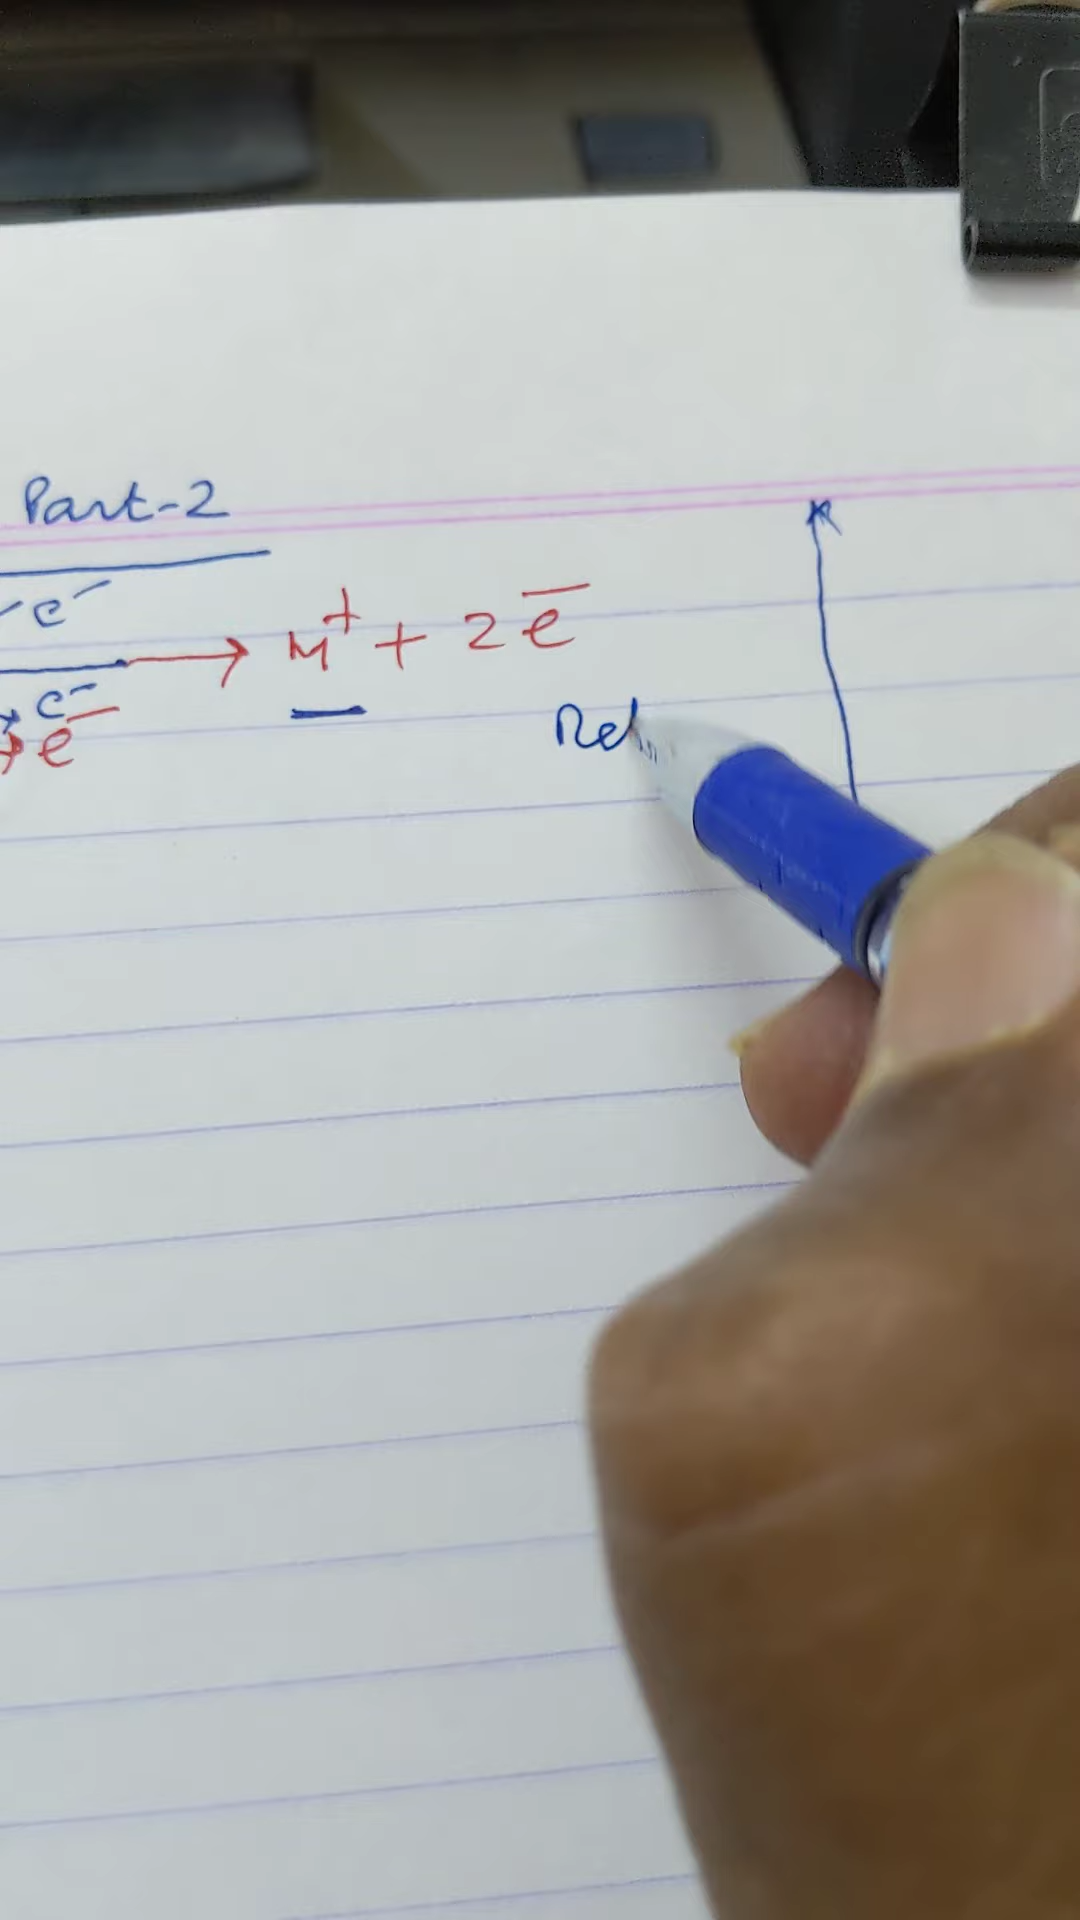 Part-2
e⁻
→ M⁺ + 2e⁻
e⁻
→ e⁻
Rel